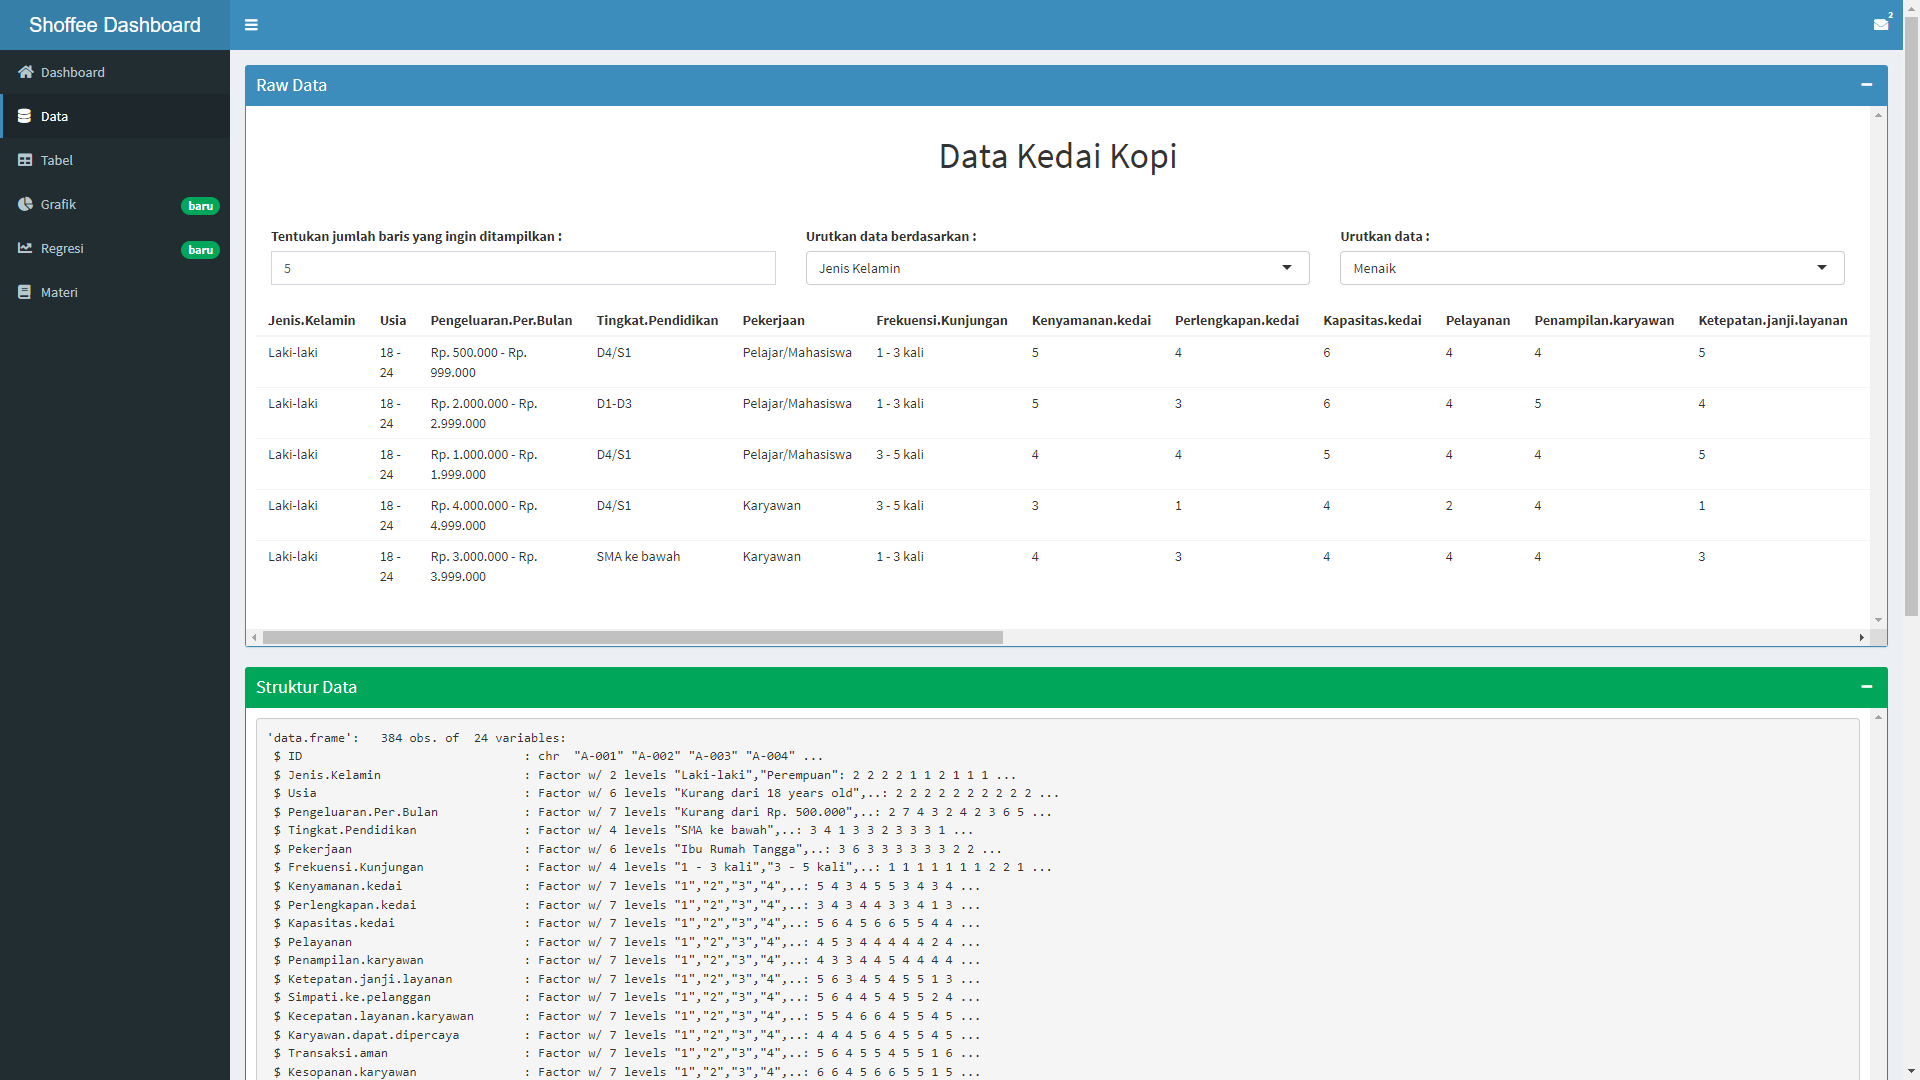 Shoffee Dashboard
2
Dashboard
Data
Tabel
Grafik baru
Regresi baru
Materi
Raw Data
Data Kedai Kopi
Tentukan jumlah baris yang ingin ditampilkan : Urutkan data berdasarkan : Urutkan data :
5 Jenis Kelamin Menaik
Jenis.Kelamin Usia Pengeluaran.Per.Bulan Tingkat.Pendidikan Pekerjaan Frekuensi.Kunjungan Kenyamanan.kedai Perlengkapan.kedai Kapasitas.kedai Pelayanan Penampilan.karyawan Ketepatan.janji.layanan
Laki-laki 18 - Rp. 500.000 - Rp. D4/S1 Pelajar/Mahasiswa 1 - 3 kali 5 4 6 4 4 5
24 999.000
Laki-laki 18 - Rp. 2.000.000 - Rp. D1-D3 Pelajar/Mahasiswa 1 - 3 kali 5 3 6 4 5 4
24 2.999.000
Laki-laki 18 - Rp. 1.000.000 - Rp. D4/S1 Pelajar/Mahasiswa 3 - 5 kali 4 4 5 4 4 5
24 1.999.000
Laki-laki 18 - Rp. 4.000.000 - Rp. D4/S1 Karyawan 3 - 5 kali 3 1 4 2 4 1
24 4.999.000
Laki-laki 18 - Rp. 3.000.000 - Rp. SMA ke bawah Karyawan 1 - 3 kali 4 3 4 4 4 3
24 3.999.000
Struktur Data
'data.frame': 384 obs. of 24 variables:
$ ID : chr "A-001" "A-002" "A-003" "A-004" ...
$ Jenis.Kelamin : Factor w/ 2 levels "Laki-laki","Perempuan": 2 2 2 2 1 1 2 1 1 1 ...
$ Usia : Factor w/ 6 levels "Kurang dari 18 years old",..: 2 2 2 2 2 2 2 2 2 2 ...
$ Pengeluaran.Per.Bulan : Factor w/ 7 levels "Kurang dari Rp. 500.000",..: 2 7 4 3 2 4 2 3 6 5 ...
$ Tingkat.Pendidikan : Factor w/ 4 levels "SMA ke bawah",..: 3 4 1 3 3 2 3 3 3 1 ...
$ Pekerjaan : Factor w/ 6 levels "Ibu Rumah Tangga",..: 3 6 3 3 3 3 3 3 2 2 ...
$ Frekuensi.Kunjungan : Factor w/ 4 levels "1 - 3 kali","3 - 5 kali",..: 1 1 1 1 1 1 1 2 2 1 ...
$ Kenyamanan.kedai : Factor w/ 7 levels "1","2","3","4",..: 5 4 3 4 5 5 3 4 3 4 ...
$ Perlengkapan.kedai : Factor w/ 7 levels "1","2","3","4",..: 3 4 3 4 4 3 3 4 1 3 ...
$ Kapasitas.kedai : Factor w/ 7 levels "1","2","3","4",..: 5 6 4 5 6 6 5 5 4 4 ...
$ Pelayanan : Factor w/ 7 levels "1","2","3","4",..: 4 5 3 4 4 4 4 4 2 4 ...
$ Penampilan.karyawan : Factor w/ 7 levels "1","2","3","4",..: 4 3 3 4 4 5 4 4 4 4 ...
$ Ketepatan.janji.layanan : Factor w/ 7 levels "1","2","3","4",..: 5 6 3 4 5 4 5 5 1 3 ...
$ Simpati.ke.pelanggan : Factor w/ 7 levels "1","2","3","4",..: 5 6 4 4 5 4 5 5 2 4 ...
$ Kecepatan.layanan.karyawan : Factor w/ 7 levels "1","2","3","4",..: 5 5 4 6 6 4 5 5 4 5 ...
$ Karyawan.dapat.dipercaya : Factor w/ 7 levels "1","2","3","4",..: 4 4 4 5 6 4 5 5 4 5 ...
$ Transaksi.aman : Factor w/ 7 levels "1","2","3","4",..: 5 6 4 5 5 4 5 5 1 6 ...
$ Kesopanan.karyawan : Factor w/ 7 levels "1","2","3","4",..: 6 6 4 5 6 6 5 5 1 5 ...